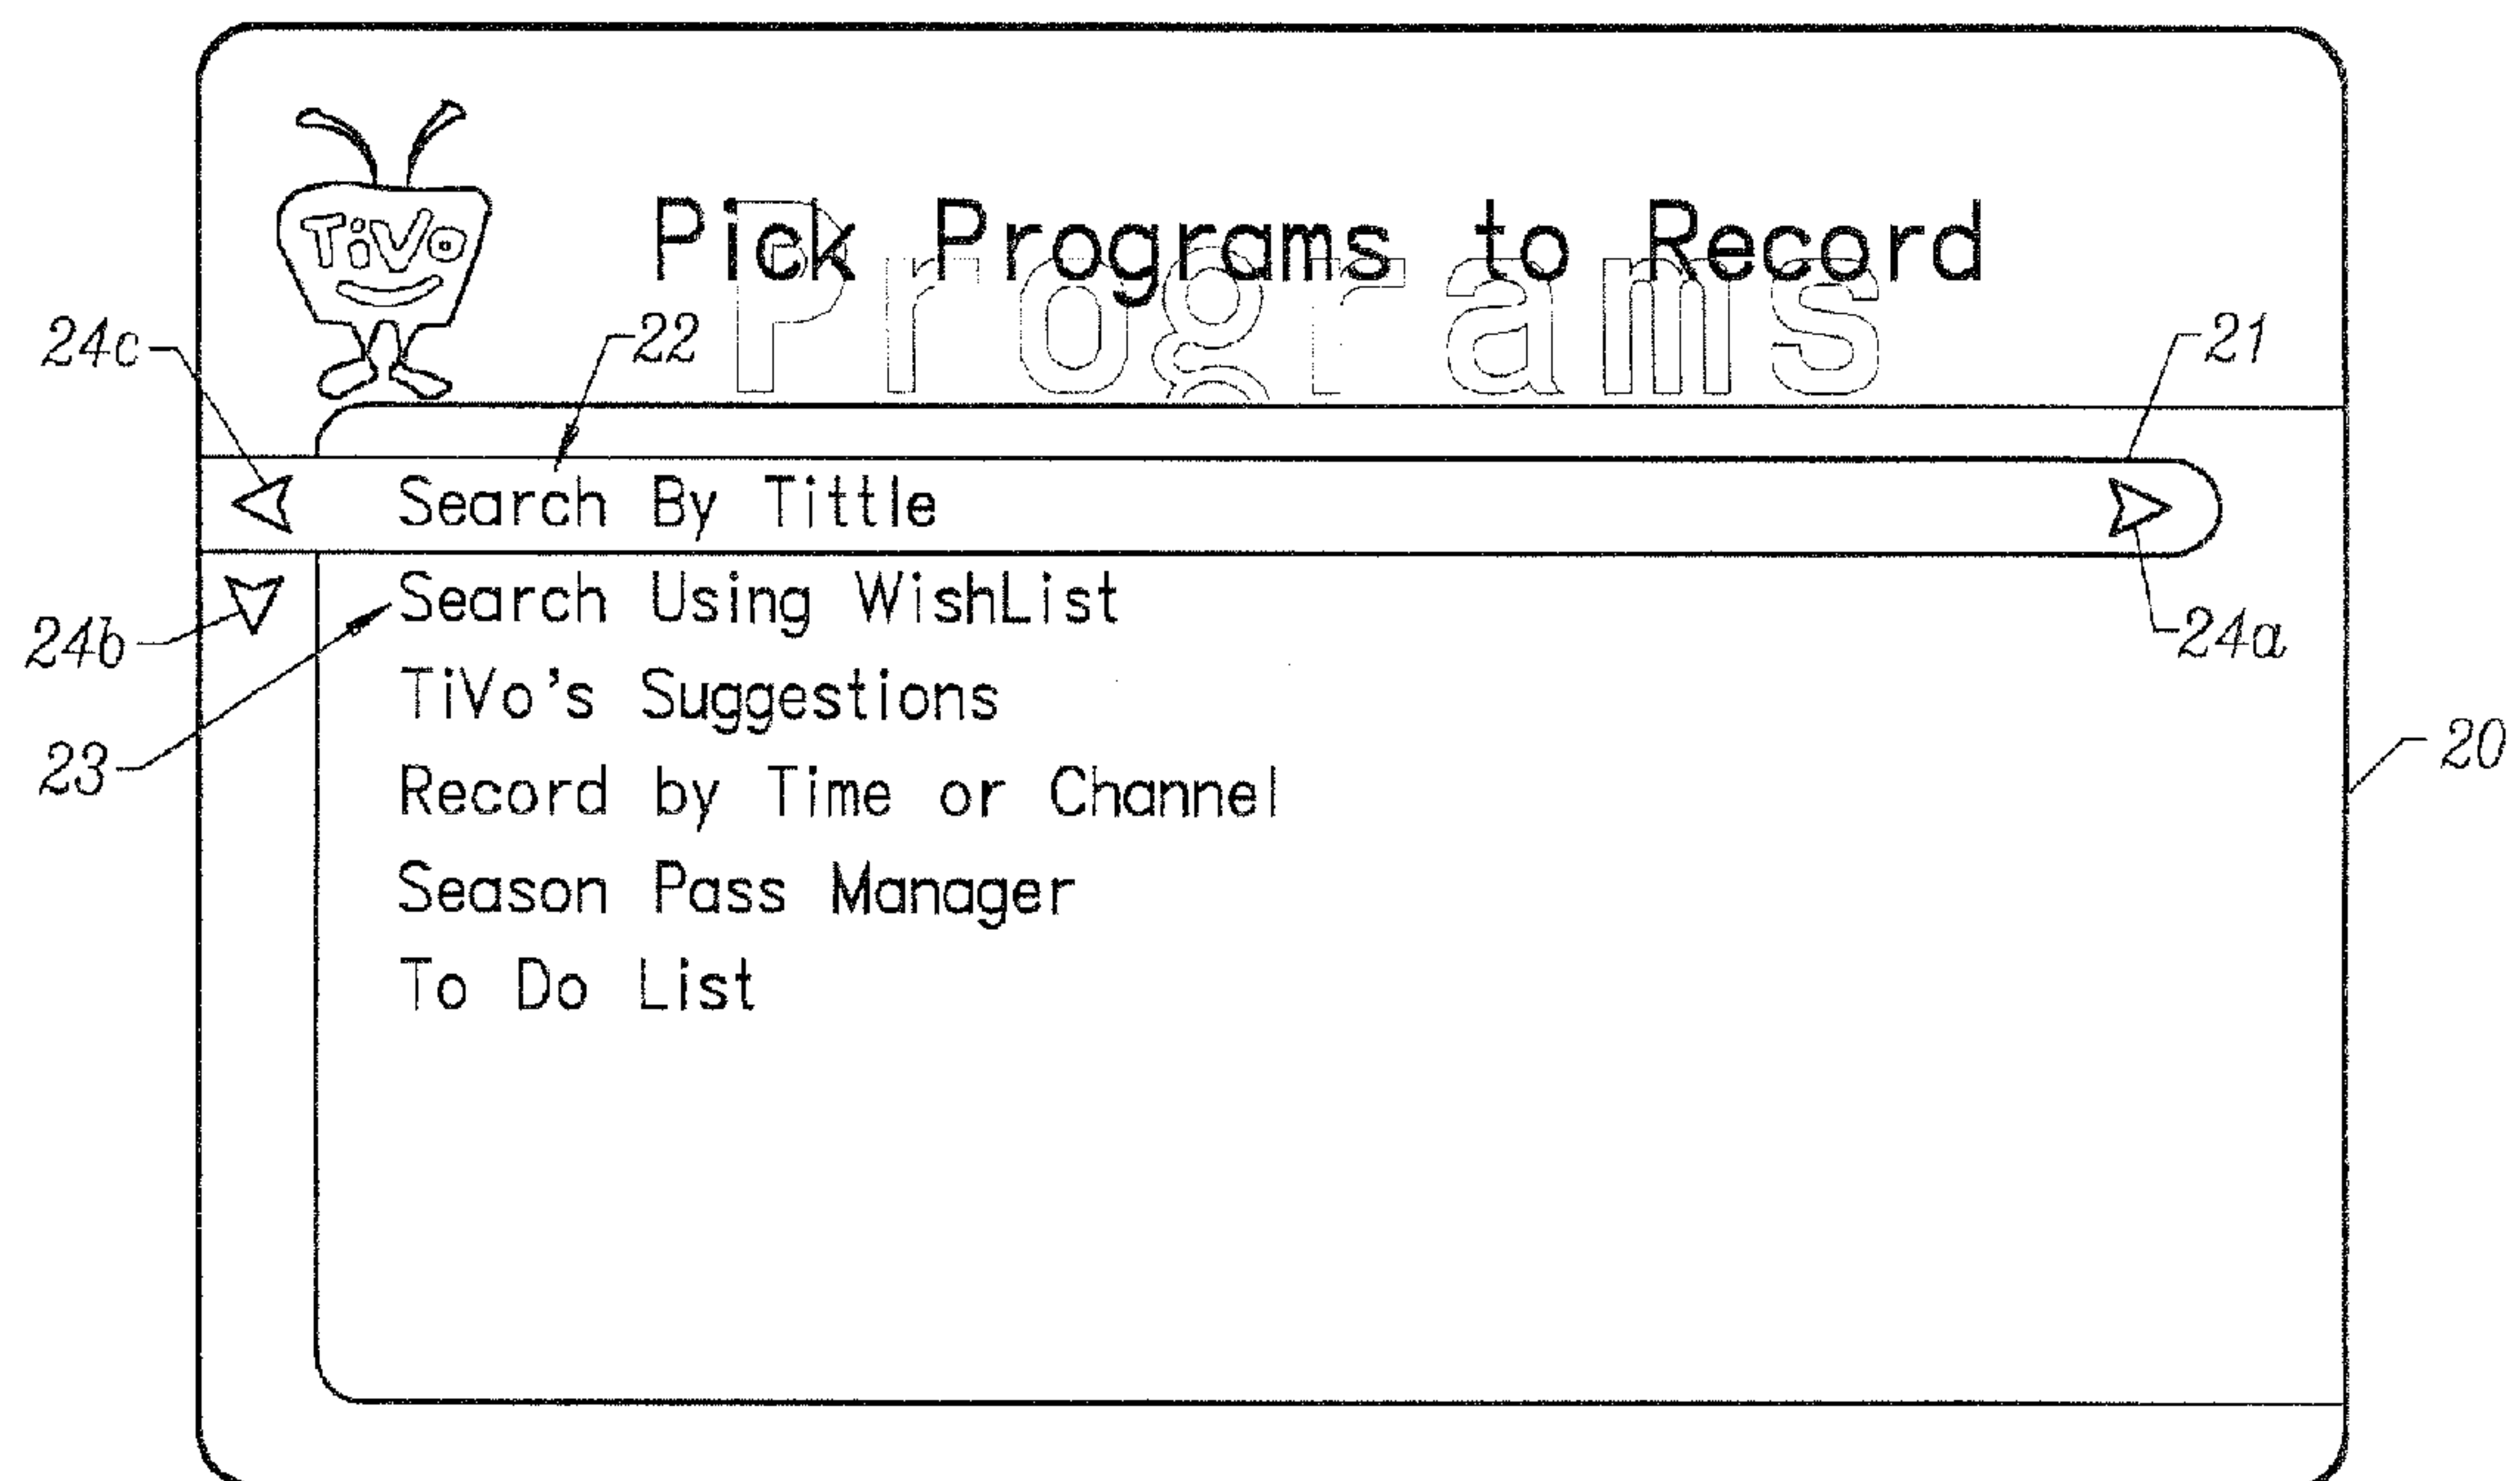 TiVo
Pick Programs to Record
Programs
24c
22
21
Search By Tittle
Search Using WishList
24b
24a
TiVo's Suggestions
23
20
Record by Time or Channel
Season Pass Manager
To Do List